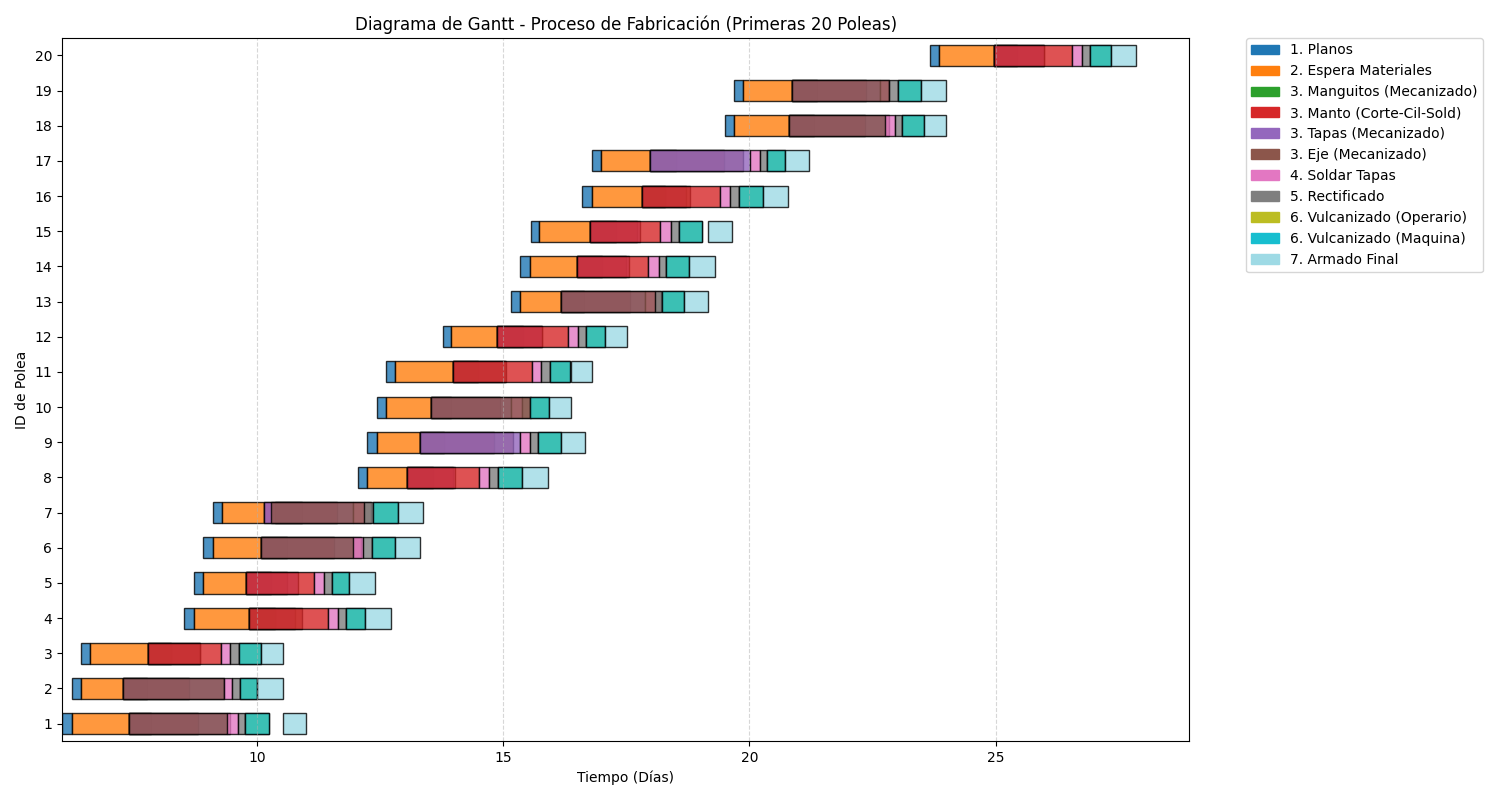 Diagrama de Gantt - Proceso de Fabricación (Primeras 20 Poleas)
ID de Polea
20
19
18
17
16
15
14
13
12
11
10
9
8
7
6
5
4
3
2
1
10
15
20
25
Tiempo (Días)
1. Planos
2. Espera Materiales
3. Manguitos (Mecanizado)
3. Manto (Corte-Cil-Sold)
3. Tapas (Mecanizado)
3. Eje (Mecanizado)
4. Soldar Tapas
5. Rectificado
6. Vulcanizado (Operario)
6. Vulcanizado (Maquina)
7. Armado Final